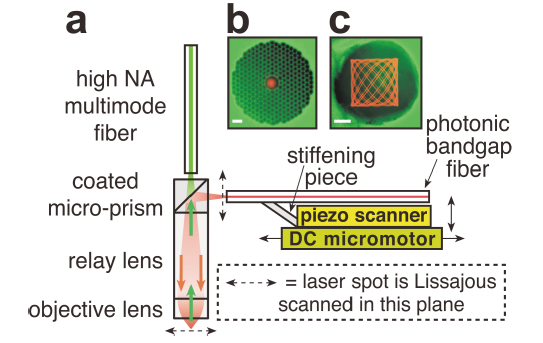 a
b
c
high NA
multimode
fiber
photonic
bandgap
fiber
stiffening
piece
coated
micro-prism
piezo scanner
DC micromotor
relay lens
= laser spot is Lissajous
scanned in this plane
objective lens